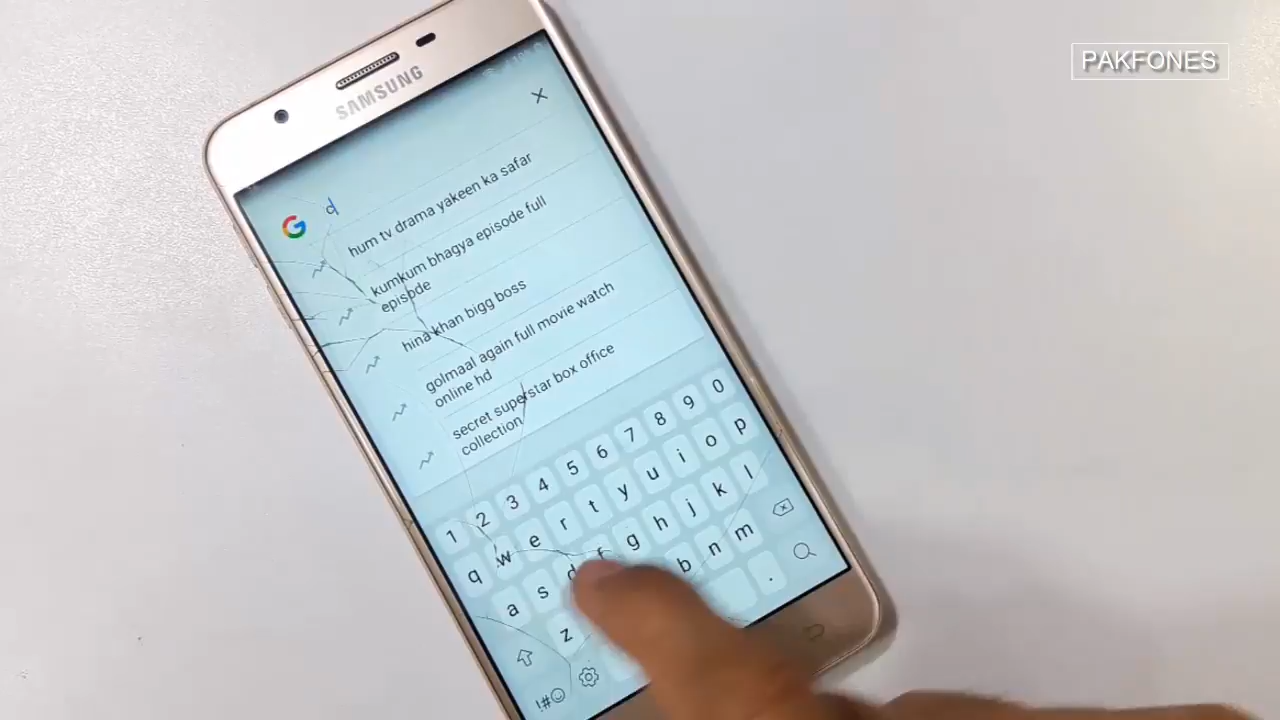 PAKFONES
SAMSUNG
hum tv drama yakeen ka safar
kumkum bhagya episode full
episode
hina khan bigg boss
golmaal again full movie watch
online hd
secret superstar box office
collection
1 2 3 4 5 6 7 8 9 0
q w e r t y u i o p
a s d f g h j k l
z b n m
!#☺ .